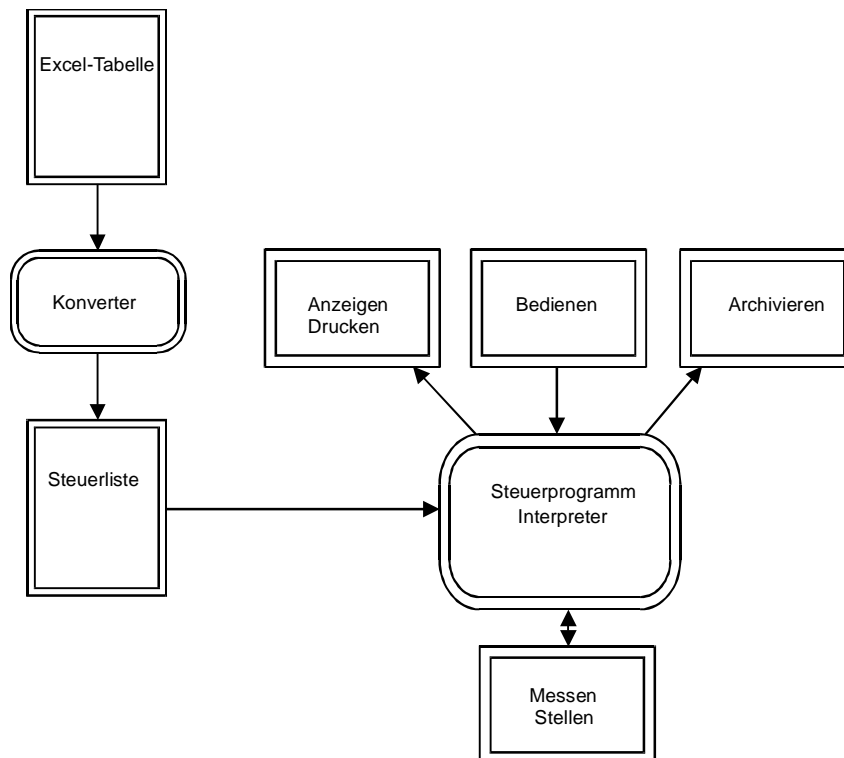 Excel-Tabelle
Konverter
Anzeigen
Drucken
Bedienen
Archivieren
Steuerliste
Steuerprogramm
Interpreter
Messen
Stellen